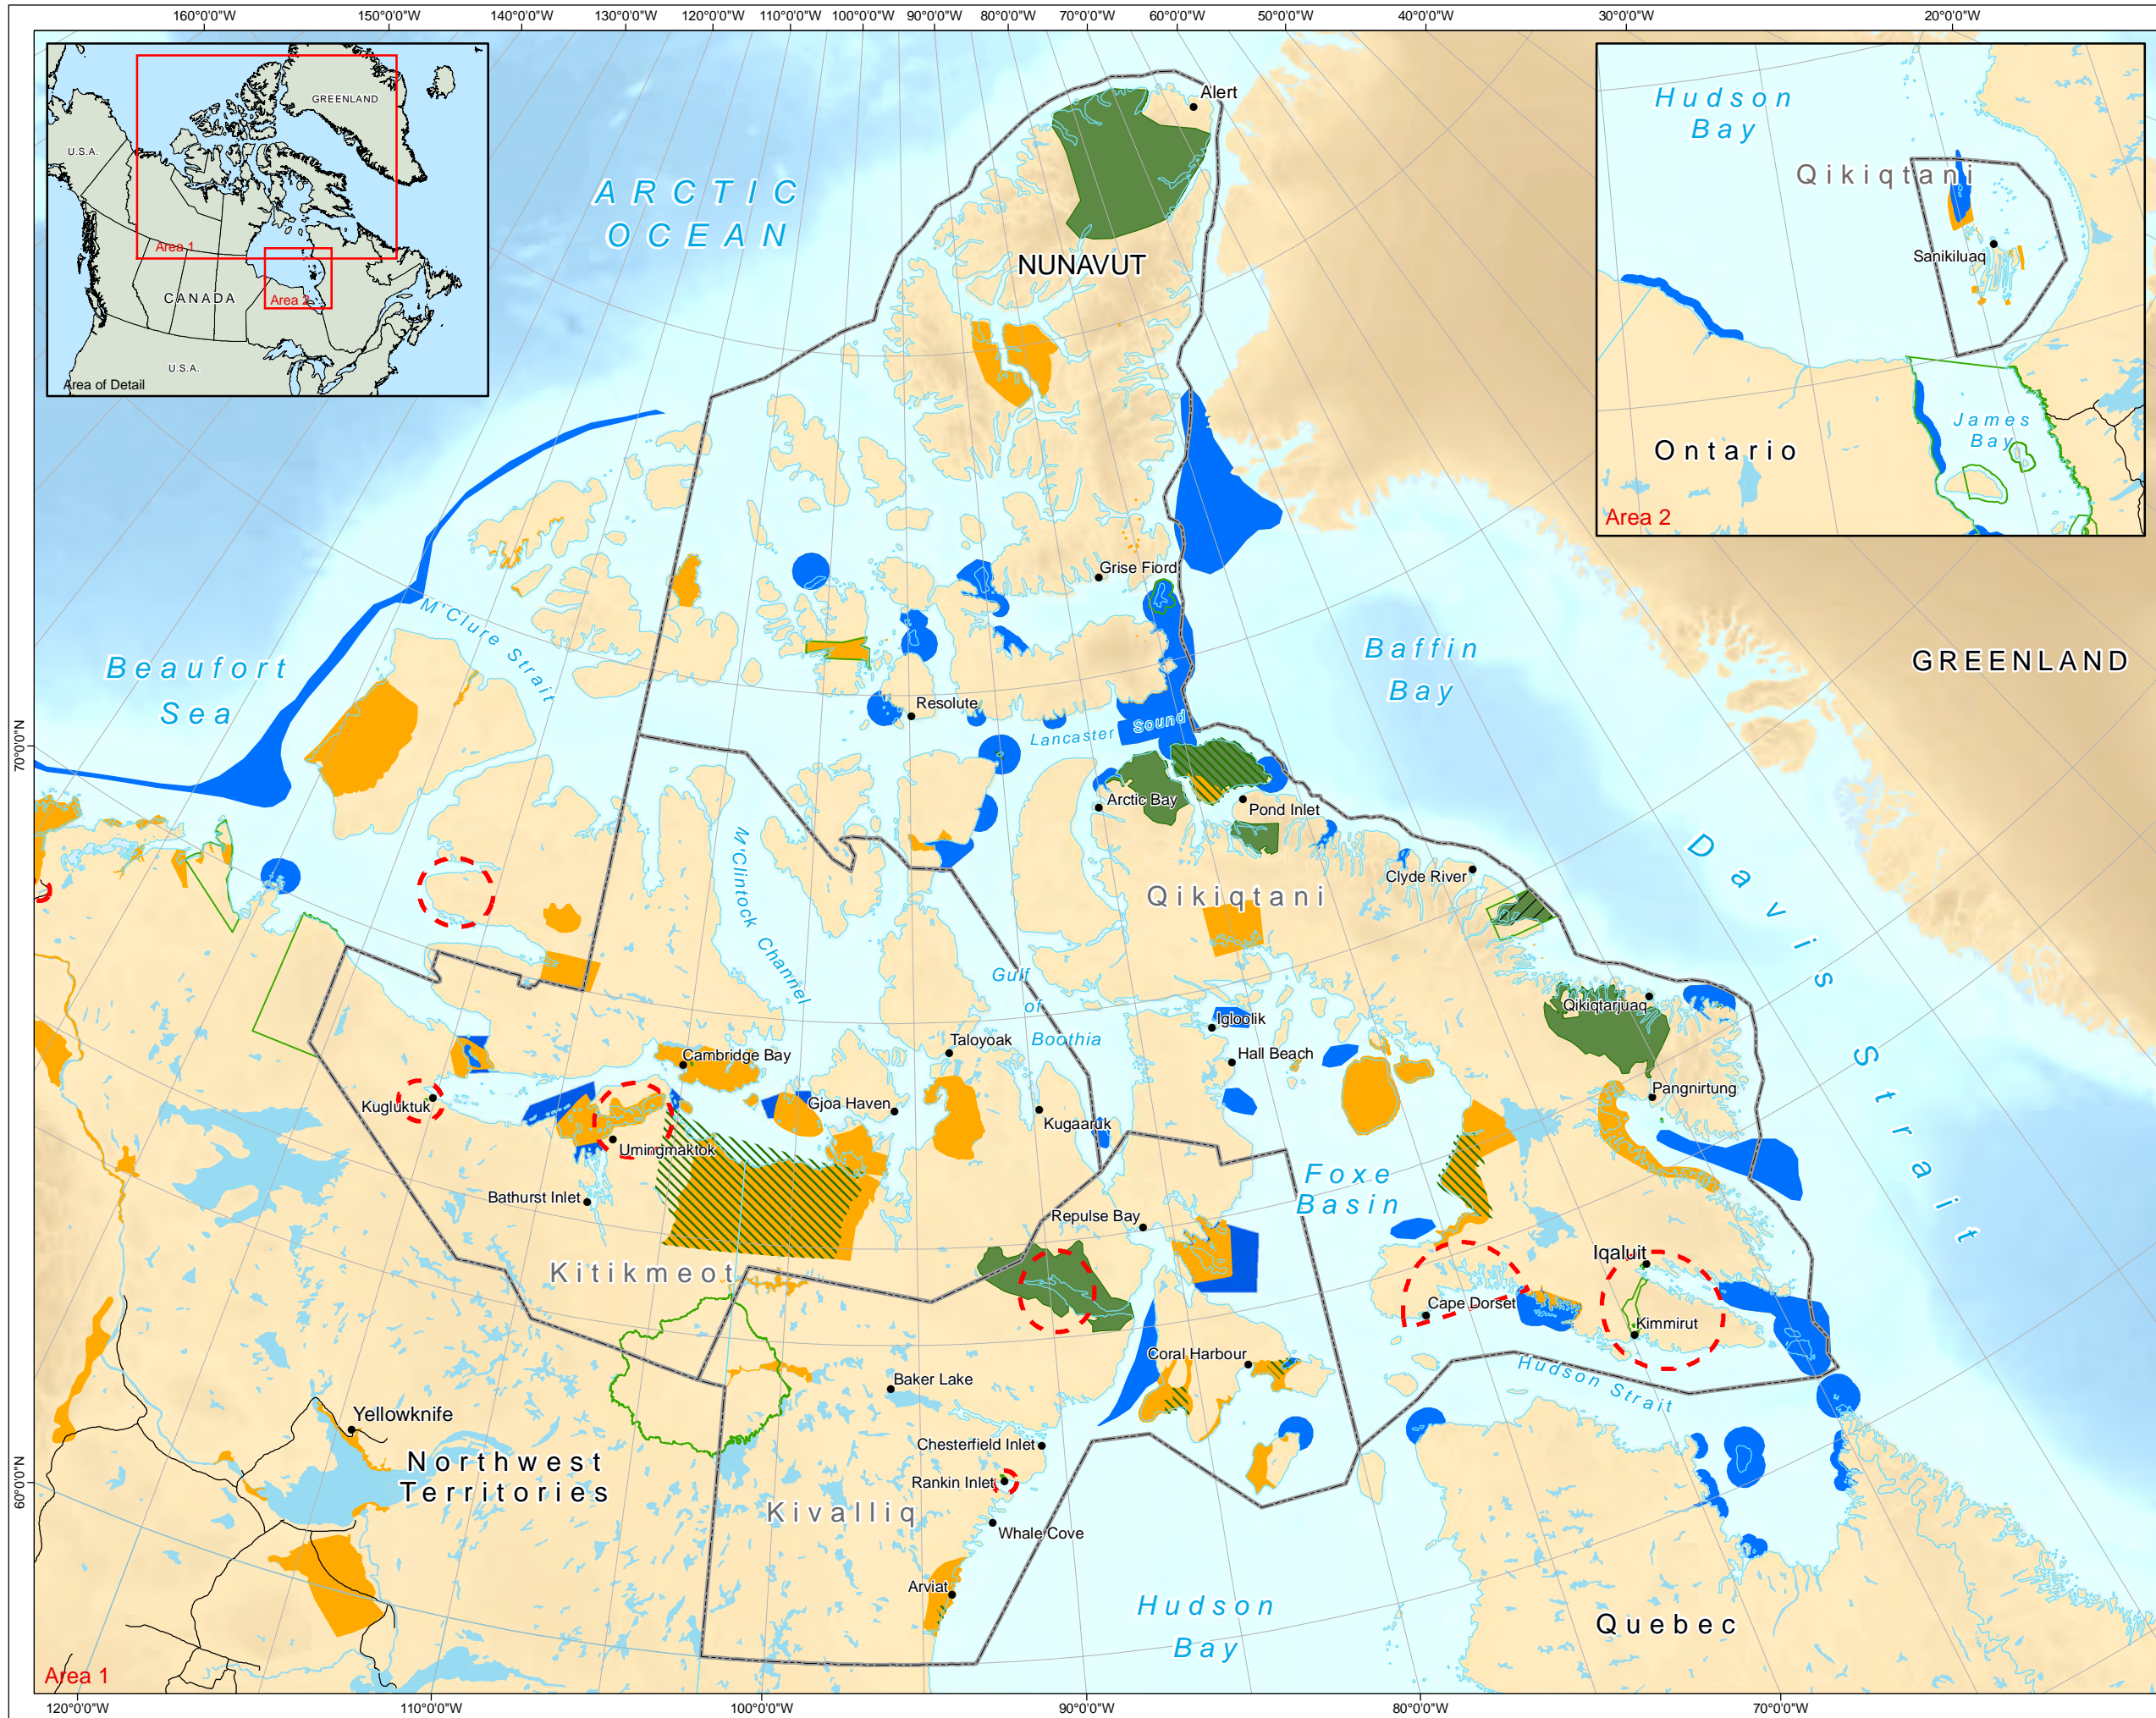 160°0'0"W 150°0'0"W 140°0'0"W 130°0'0"W 120°0'0"W 110°0'0"W 100°0'0"W 90°0'0"W 80°0'0"W 70°0'0"W 60°0'0"W 50°0'0"W 40°0'0"W 30°0'0"W 20°0'0"W
GREENLAND
U.S.A.
Area 1
CANADA
Area 2
U.S.A.
Area of Detail
Hudson
Bay
Qikiqtani
Sanikiluaq
James
Bay
Ontario
Area 2
Alert
ARCTIC
OCEAN
NUNAVUT
Grise Fiord
M'Clure Strait
Beaufort
Sea
Baffin
Bay
GREENLAND
Resolute
Lancaster Sound
70°0'0"N
Arctic Bay
Pond Inlet
M'Clintock Channel
Clyde River
Qikiqtani
Davis Strait
Gulf
of
Boothia
Qikiqtarjuaq
Igloolik
Taloyoak
Hall Beach
Cambridge Bay
Pangnirtung
Kugluktuk
Gjoa Haven
Kugaaruk
Umingmaktok
Foxe
Basin
Bathurst Inlet
Repulse Bay
Iqaluit
Kitikmeot
Cape Dorset
Kimmirut
Coral Harbour
Hudson Strait
Baker Lake
Yellowknife
Chesterfield Inlet
Northwest
Territories
Rankin Inlet
60°0'0"N
Kivalliq
Whale Cove
Arviat
Hudson
Bay
Quebec
Area 1
120°0'0"W 110°0'0"W 100°0'0"W 90°0'0"W 80°0'0"W 70°0'0"W